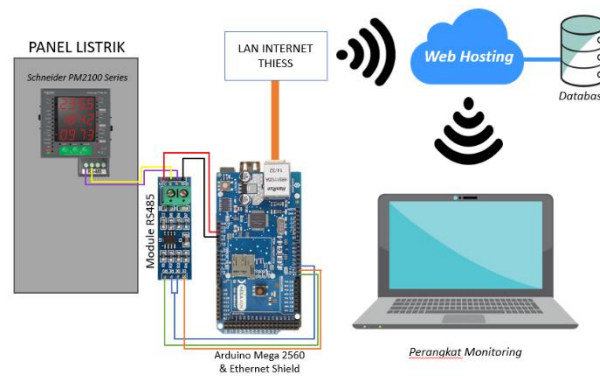 PANEL LISTRIK
Schneider PM2100 Series
LAN INTERNET
THIESS
Web Hosting
Database
Module RS485
Arduino Mega 2560
& Ethernet Shield
Perangkat Monitoring